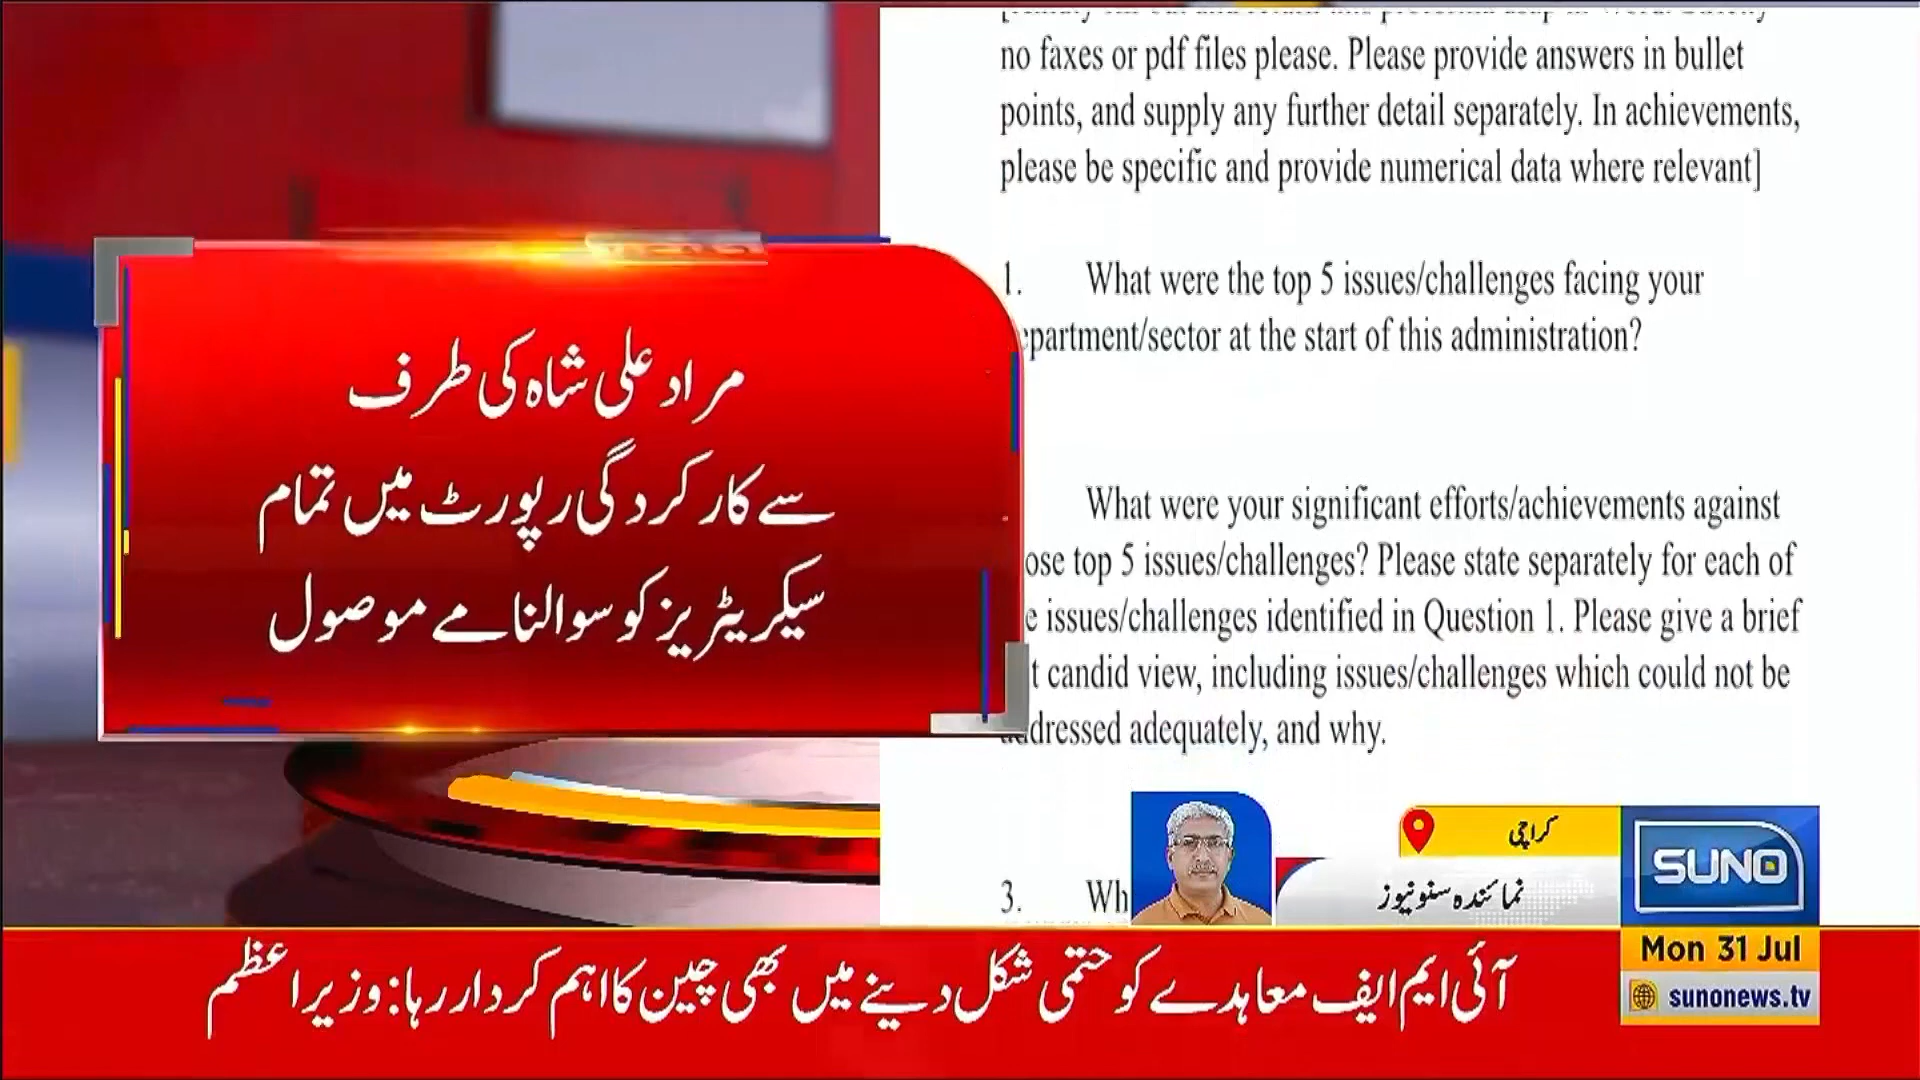 no faxes or pdf files please. Please provide answers in bullet
points, and supply any further detail separately. In achievements,
please be specific and provide numerical data where relevant]
1. What were the top 5 issues/challenges facing your
epartment/sector at the start of this administration?
What were your significant efforts/achievements against
ose top 5 issues/challenges? Please state separately for each of
e issues/challenges identified in Question 1. Please give a brief
t candid view, including issues/challenges which could not be
ddressed adequately, and why.
3. Wh
مراد علی شاہ کی طرف
سے کارکردگی رپورٹ میں تمام
سیکریٹریز کو سوالنامے موصول
کراچی
نمائندہ سنو نیوز
SUNO
Mon 31 Jul
sunonews.tv
آئی ایم ایف معاہدے کو حتمی شکل دینے میں بھی چین کا اہم کردار رہا: وزیراعظم